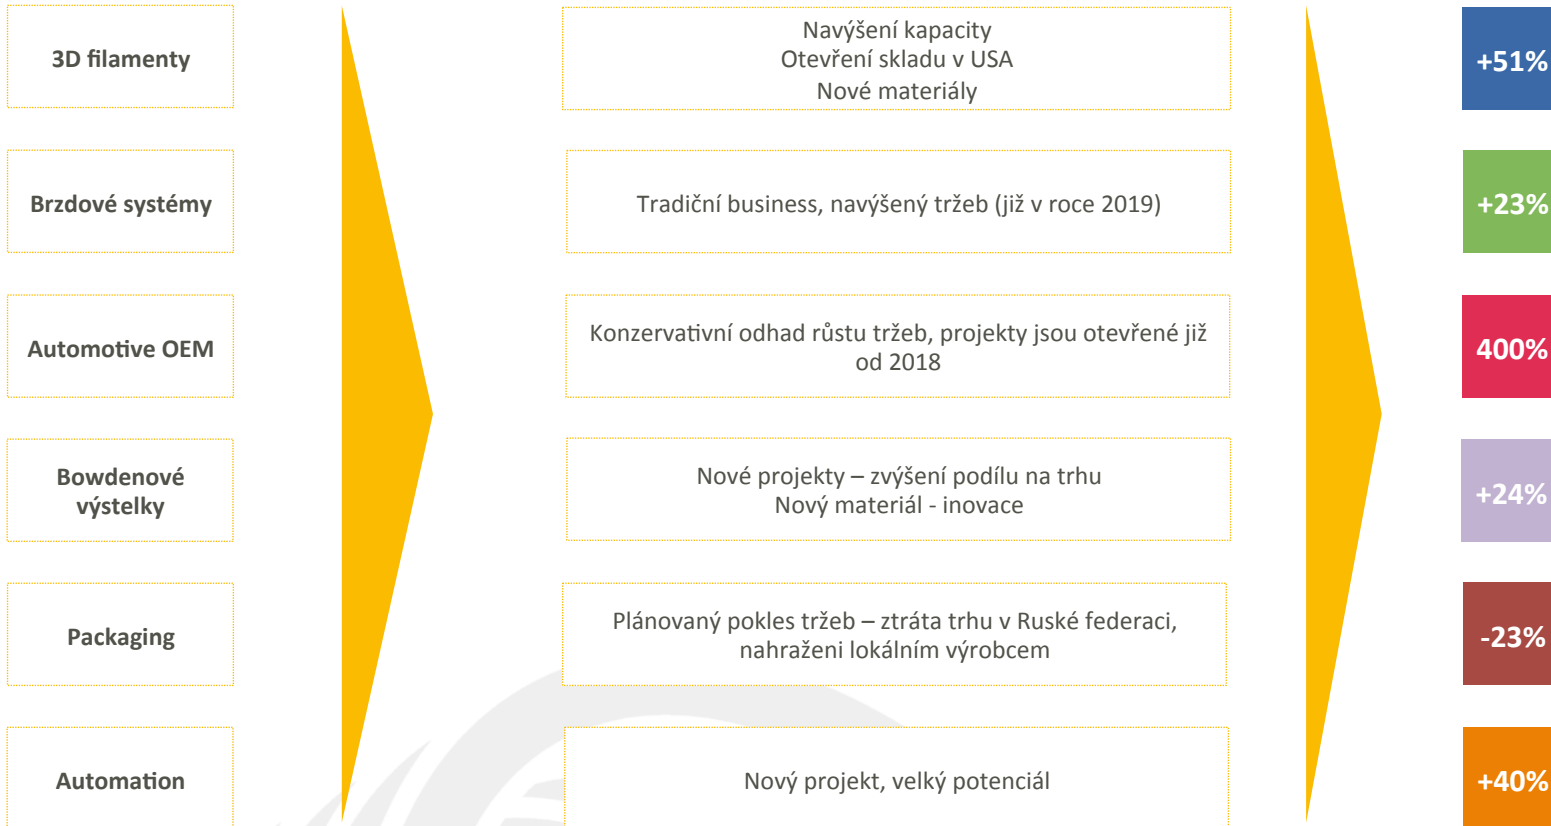 3D filamenty
Navýšení kapacity
Otevření skladu v USA
Nové materiály
+51%
Brzdové systémy
Tradiční business, navýšený tržeb (již v roce 2019)
+23%
Automotive OEM
Konzervativní odhad růstu tržeb, projekty jsou otevřené již
od 2018
400%
Bowdenové
výstelky
Nové projekty – zvýšení podílu na trhu
Nový materiál - inovace
+24%
Packaging
Plánovaný pokles tržeb – ztráta trhu v Ruské federaci,
nahraženi lokálním výrobcem
-23%
Automation
Nový projekt, velký potenciál
+40%